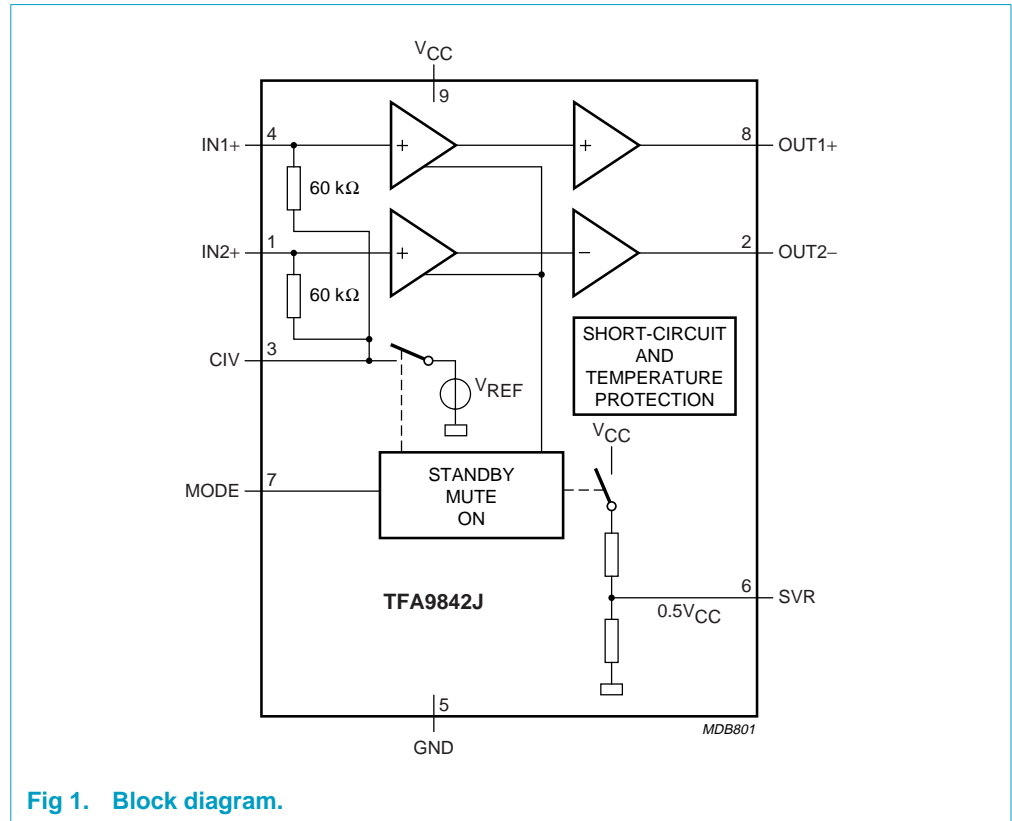 VCC
9
IN1+
4
8
OUT1+
+
+
60 kΩ
IN2+
1
2
OUT2−
+
−
60 kΩ
CIV
3
VREF
SHORT-CIRCUIT
AND
TEMPERATURE
PROTECTION
VCC
MODE
7
STANDBY
MUTE
ON
TFA9842J
6
SVR
0.5VCC
5
GND
MDB801
Fig 1. Block diagram.